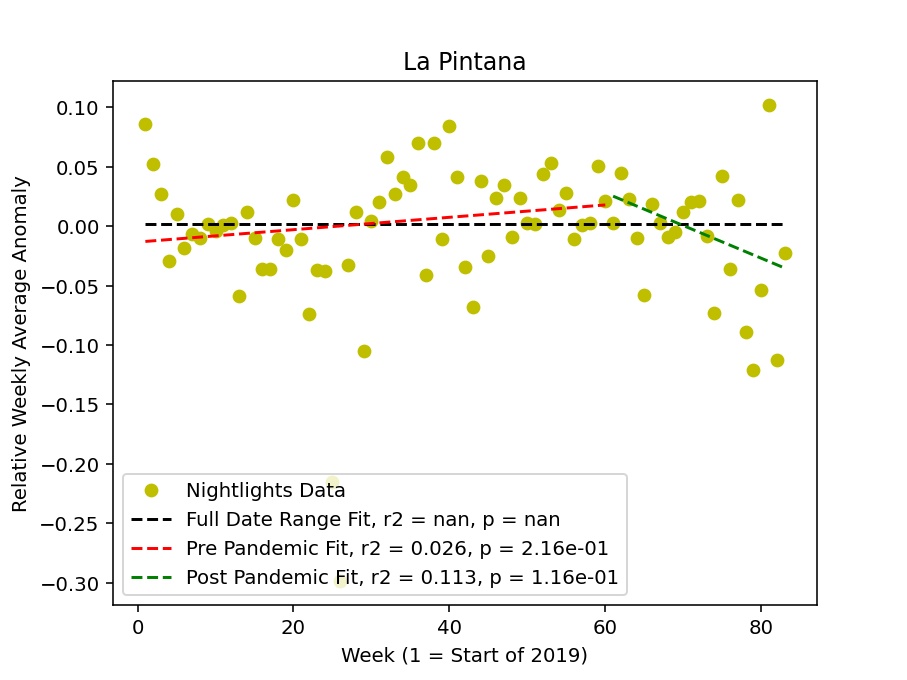 La Pintana
Relative Weekly Average Anomaly
0.10
0.05
0.00
−0.05
−0.10
−0.15
−0.20
−0.25
−0.30
Nightlights Data
Full Date Range Fit, r2 = nan, p = nan
Pre Pandemic Fit, r2 = 0.026, p = 2.16e-01
Post Pandemic Fit, r2 = 0.113, p = 1.16e-01
0 20 40 60 80
Week (1 = Start of 2019)